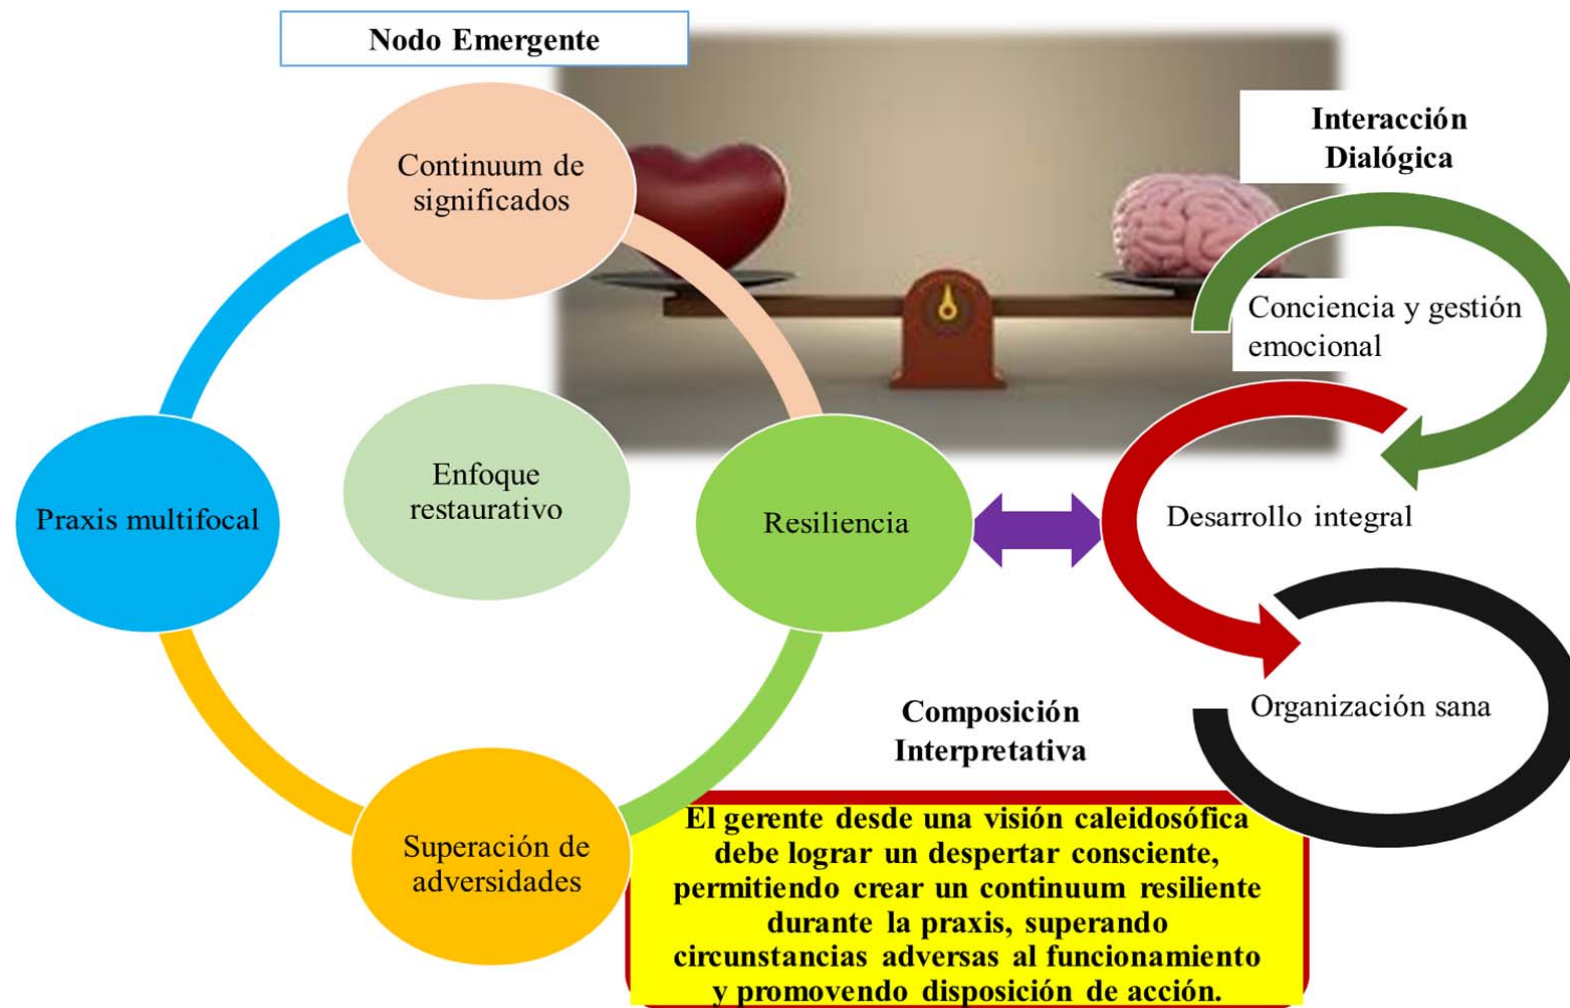 Nodo Emergente
Continuum de
significados
Praxis multifocal
Enfoque
restaurativo
Resiliencia
Superación de
adversidades
Interacción
Dialógica
Conciencia y gestión
emocional
Desarrollo integral
Organización sana
Composición
Interpretativa
El gerente desde una visión caleidosófica
debe lograr un despertar consciente,
permitiendo crear un continuum resiliente
durante la praxis, superando
circunstancias adversas al funcionamiento
y promovendo disposición de acción.